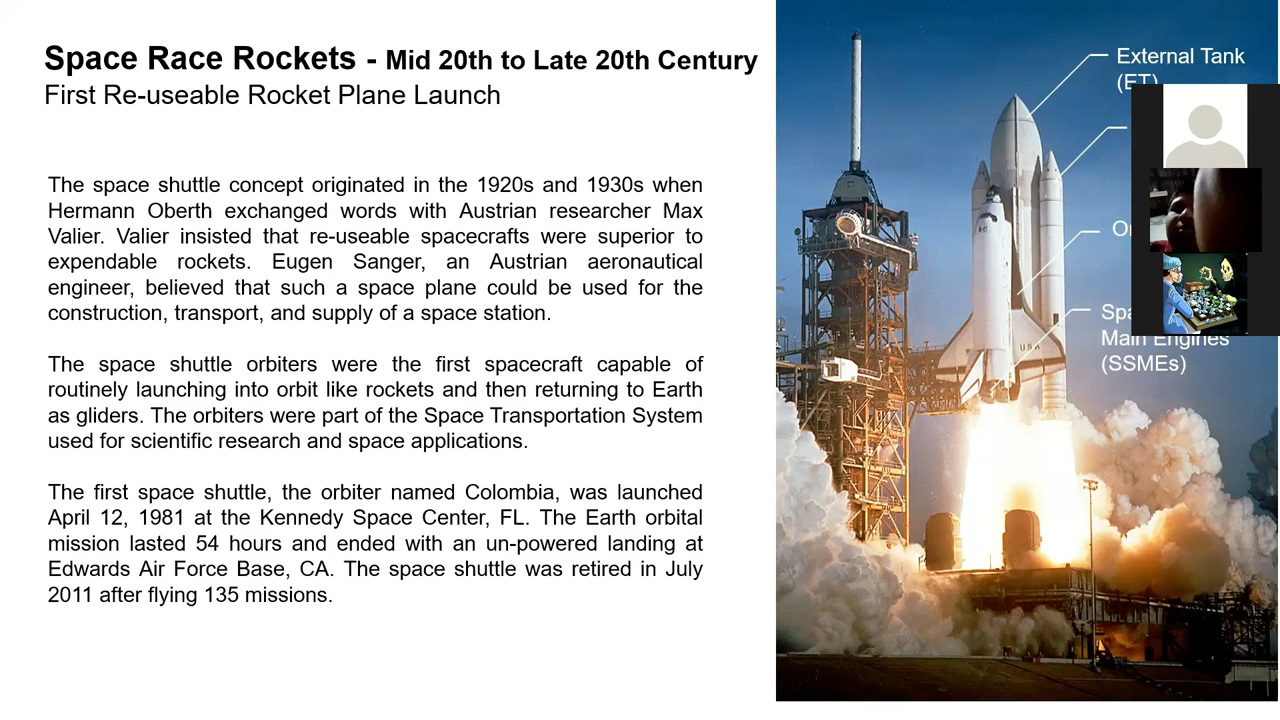 Space Race Rockets - Mid 20th to Late 20th Century
First Re-useable Rocket Plane Launch
The space shuttle concept originated in the 1920s and 1930s when
Hermann Oberth exchanged words with Austrian researcher Max
Valier. Valier insisted that re-useable spacecrafts were superior to
expendable rockets. Eugen Sanger, an Austrian aeronautical
engineer, believed that such a space plane could be used for the
construction, transport, and supply of a space station.
The space shuttle orbiters were the first spacecraft capable of
routinely launching into orbit like rockets and then returning to Earth
as gliders. The orbiters were part of the Space Transportation System
used for scientific research and space applications.
The first space shuttle, the orbiter named Colombia, was launched
April 12, 1981 at the Kennedy Space Center, FL. The Earth orbital
mission lasted 54 hours and ended with an un-powered landing at
Edwards Air Force Base, CA. The space shuttle was retired in July
2011 after flying 135 missions.
External Tank
(ET)
Main Engines
(SSMEs)
USA